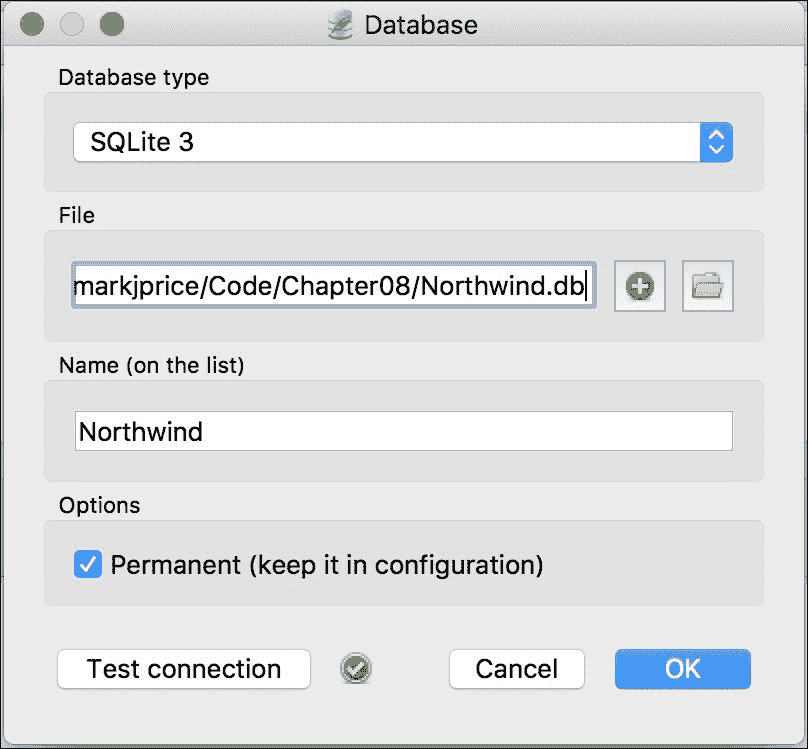 Database
Database type
SQLite 3
File
markjprice/Code/Chapter08/Northwind.db
Name (on the list)
Northwind
Options
Permanent (keep it in configuration)
Test connection
Cancel
OK